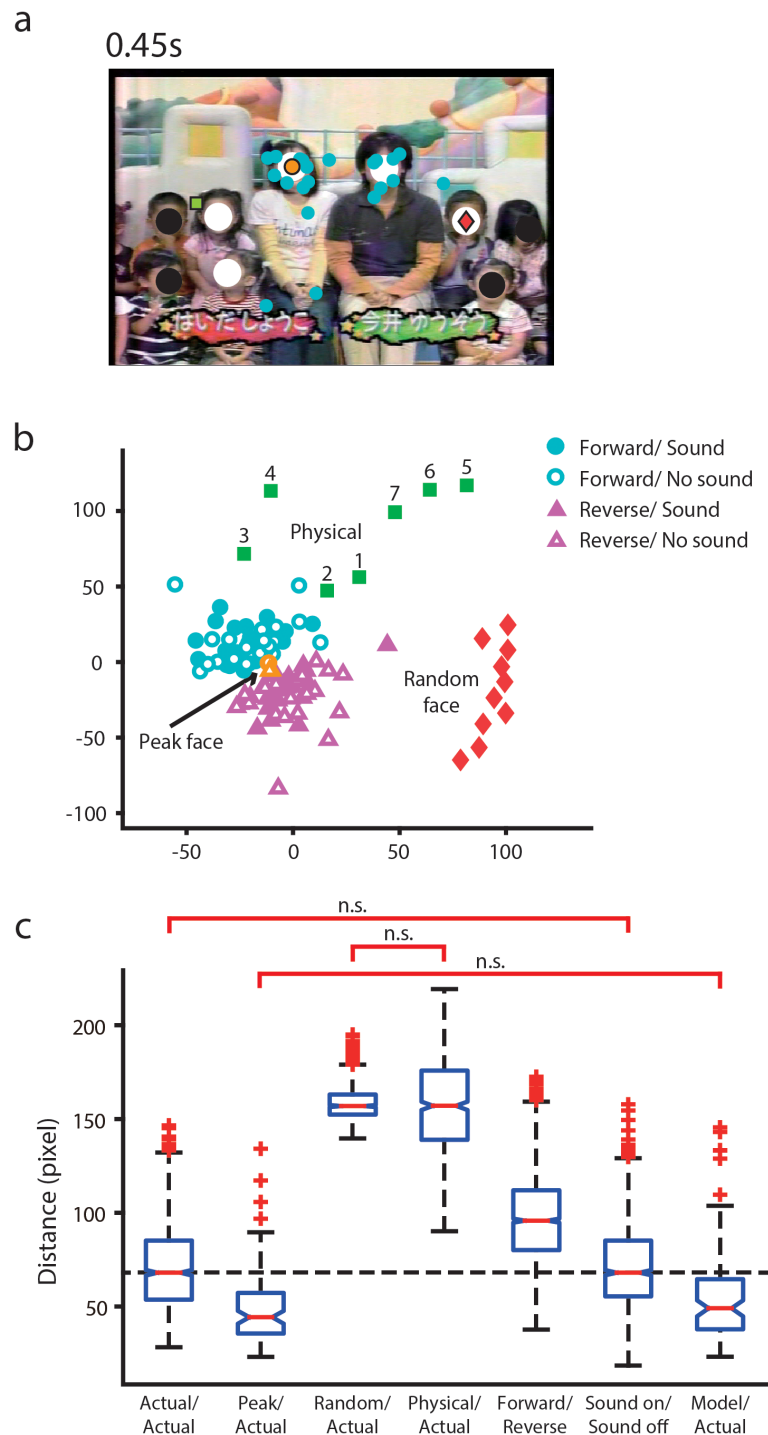 a
0.45s
はいだしょうこ
今井ゆうぞう
b
100
50
0
-50
-100
-50
0
50
100
4
3
2
1
7
6
5
Physical
Peak face
Random
face
Forward/ Sound
Forward/ No sound
Reverse/ Sound
Reverse/ No sound
c
n.s.
n.s.
n.s.
Distance (pixel)
200
150
100
50
Actual/
Actual
Peak/
Actual
Random/
Actual
Physical/
Actual
Forward/
Reverse
Sound on/
Sound off
Model/
Actual